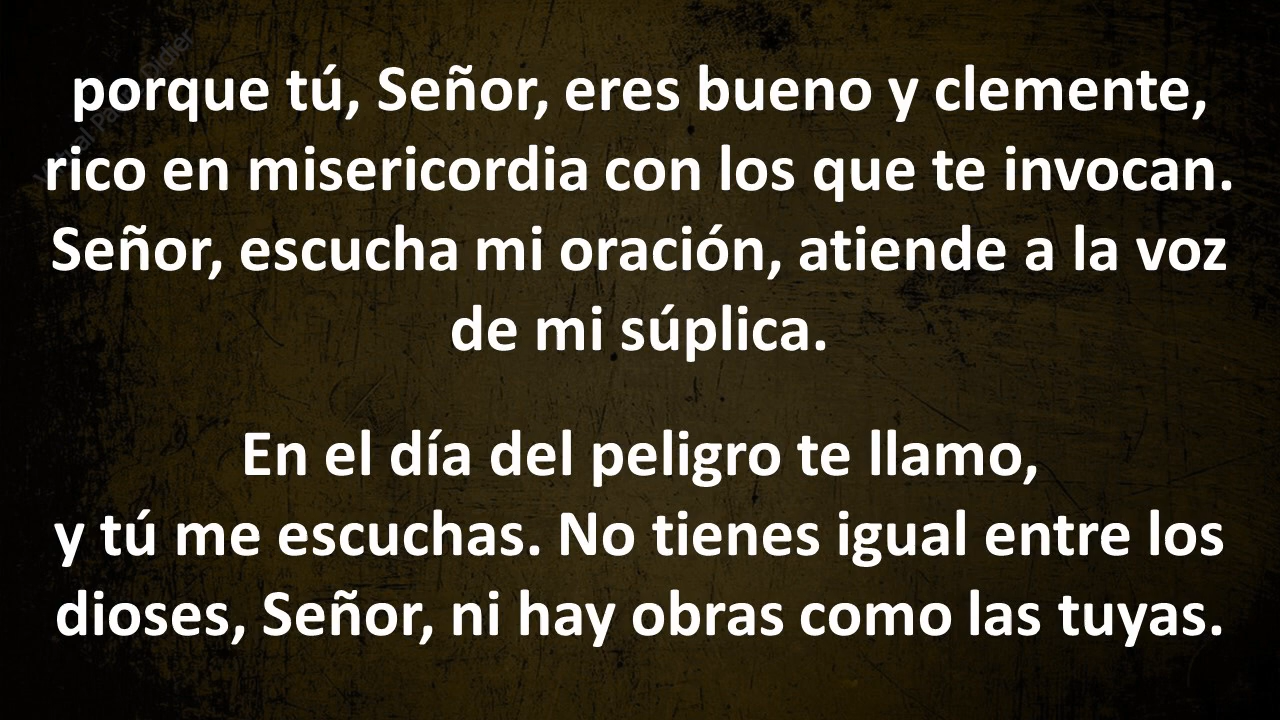 porque tú, Señor, eres bueno y clemente,
rico en misericordia con los que te invocan.
Señor, escucha mi oración, atiende a la voz
de mi súplica.
En el día del peligro te llamo,
y tú me escuchas. No tienes igual entre los
dioses, Señor, ni hay obras como las tuyas.